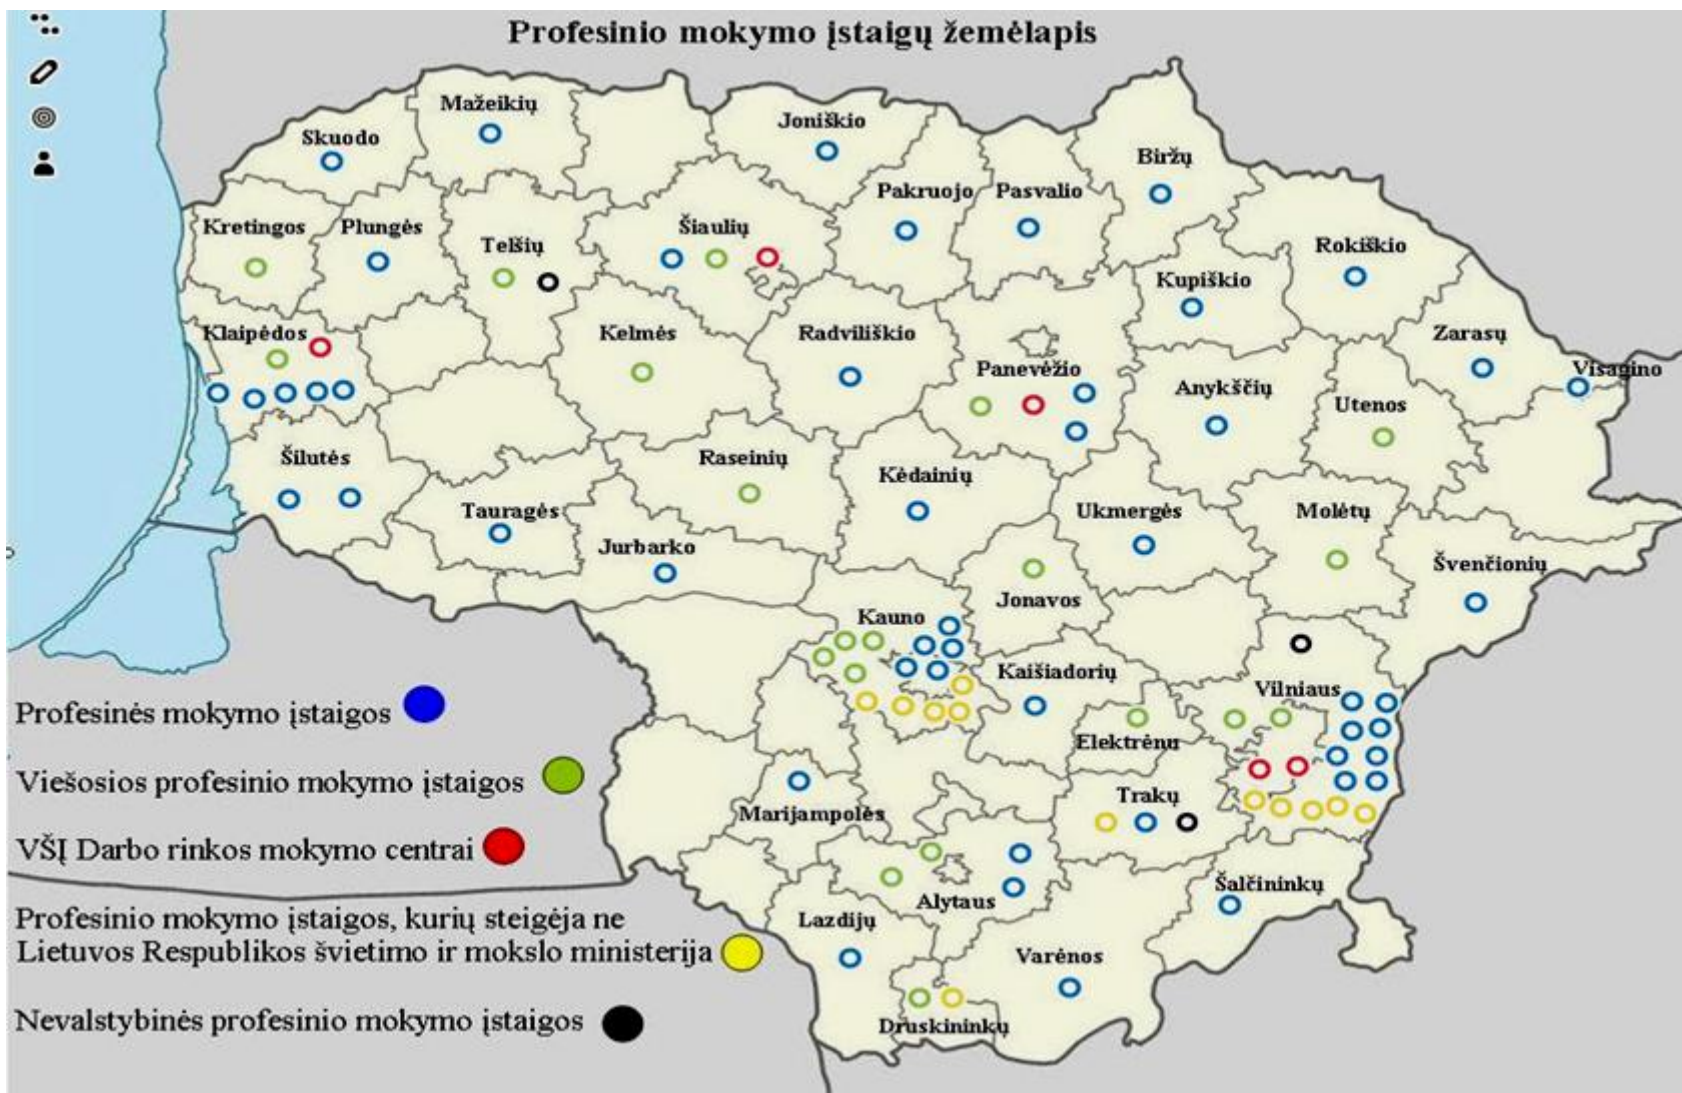 Profesinio mokymo įstaigų žemėlapis
Mažeikių
Skuodo
Joniškio
Biržų
Pakruojo
Pasvalio
Kretingos
Plungės
Telšių
Šiaulių
Rokiškio
Kupiškio
Klaipėdos
Kelmės
Radviliškio
Panevėžio
Zarasų
Visagino
Anykščių
Utenos
Šilutės
Raseinių
Kėdainių
Tauragės
Ukmergės
Molėtų
Jurbarko
Švenčionių
Jonavos
Kauno
Kaišiadorių
Vilniaus
Elektrėnu
Trakų
Marijampolės
Alytaus
Šalčininkų
Lazdijų
Varėnos
Druskininkų
Profesinės mokymo įstaigos
Viešosios profesinio mokymo įstaigos
VŠĮ Darbo rinkos mokymo centrai
Profesinio mokymo įstaigos, kurių steigėja ne
Lietuvos Respublikos švietimo ir mokslo ministerija
Nevalstybinės profesinio mokymo įstaigos